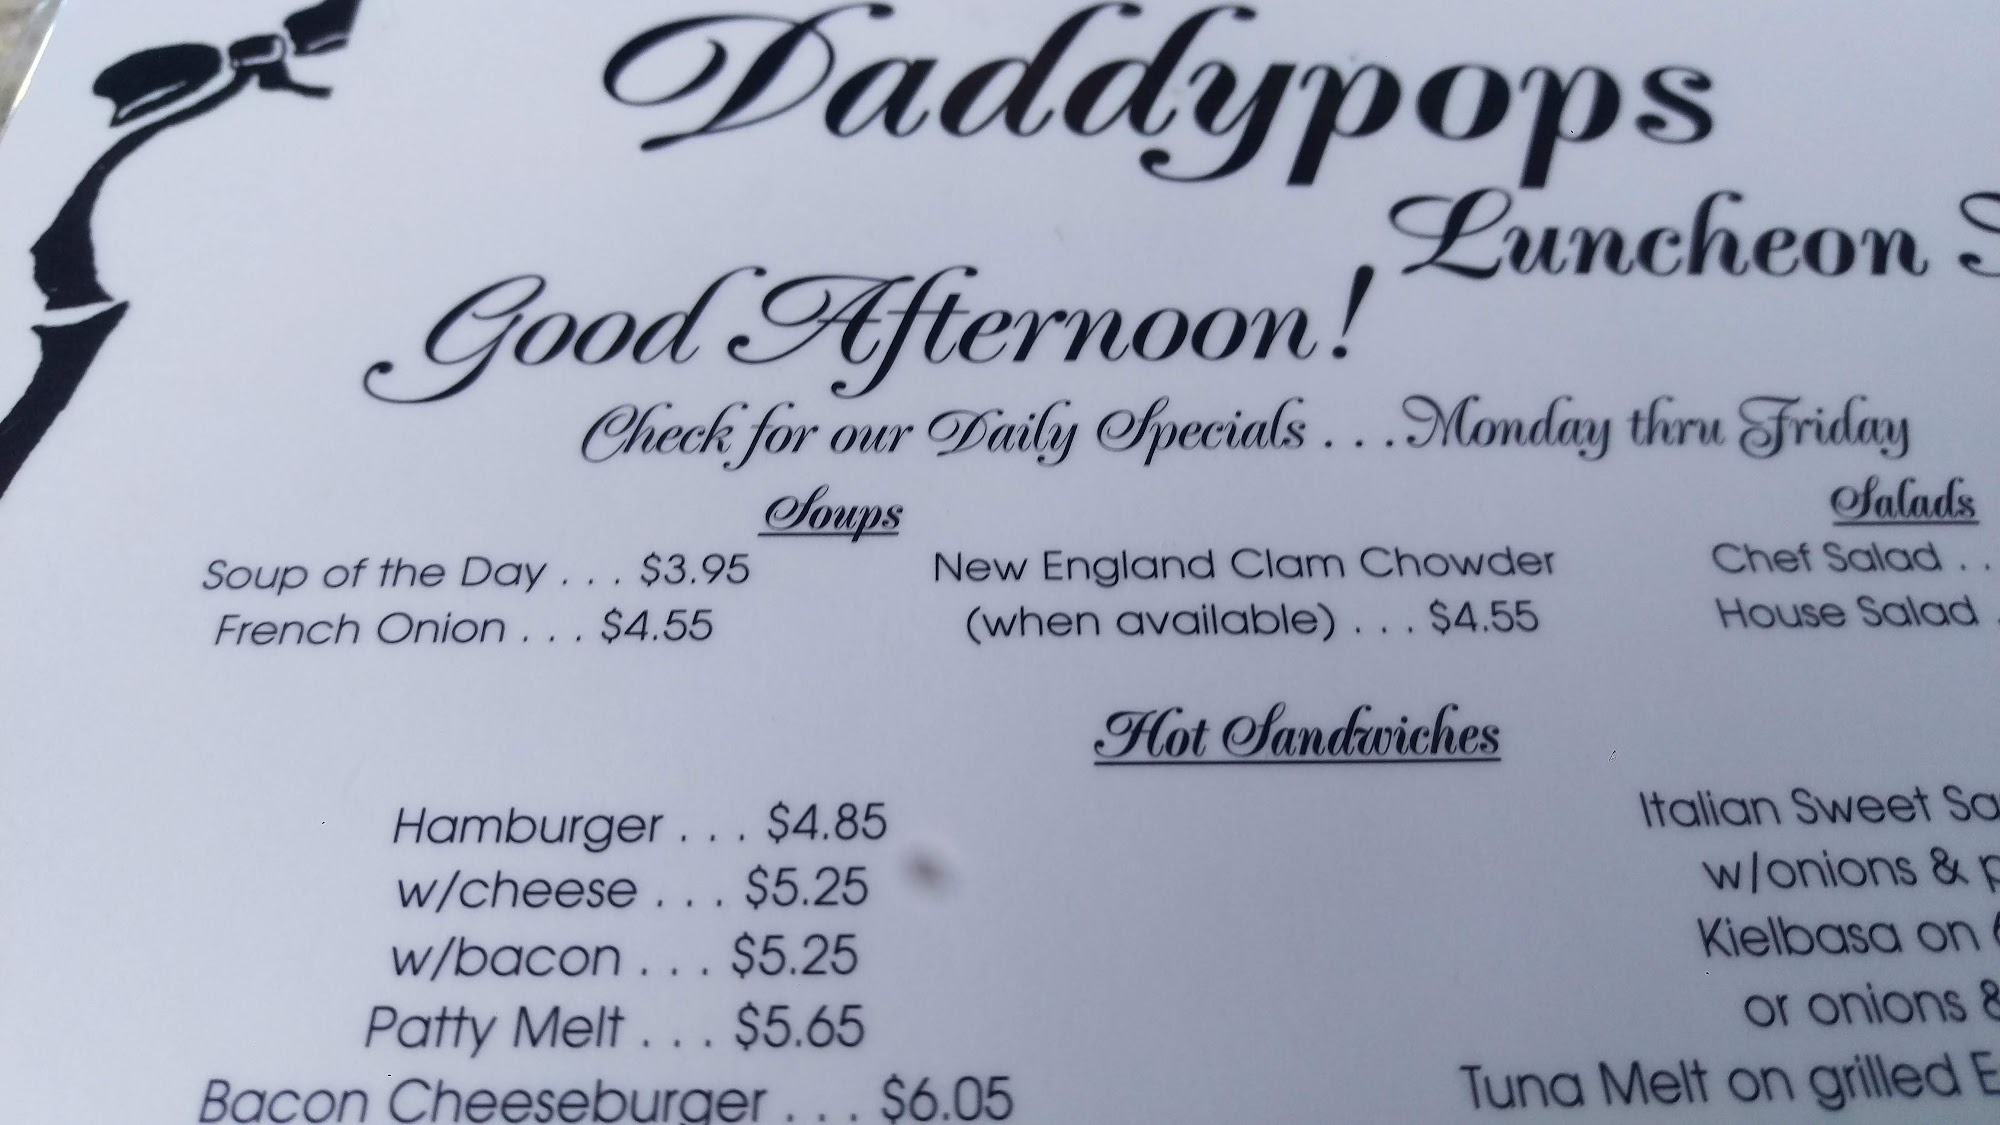 Daddypops
Luncheon
Good Afternoon!
Check for our Daily Specials . . . Monday thru Friday
Soups
Soup of the Day . . . $3.95
French Onion . . . $4.55
New England Clam Chowder
(when available) . . . $4.55
Salads
Chef Salad . .
House Salad .
Hot Sandwiches
Hamburger . . . $4.85
w/cheese . . . $5.25
w/bacon . . . $5.25
Patty Melt . . . $5.65
Bacon Cheeseburger . . . $6.05
Italian Sweet
w/onions &
Kielbasa on
or onions &
Tuna Melt on grilled